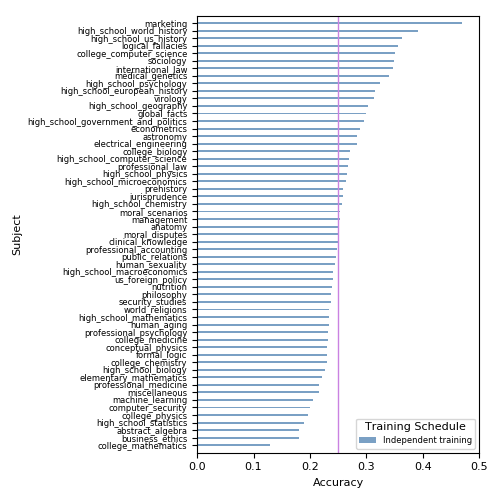 marketing
high_school_world_history
high_school_us_history
logical_fallacies
college_computer_science
sociology
international_law
medical_genetics
high_school_psychology
high_school_european_history
virology
high_school_geography
global_facts
high_school_government_and_politics
econometrics
astronomy
electrical_engineering
college_biology
high_school_computer_science
professional_law
high_school_physics
high_school_microeconomics
prehistory
jurisprudence
high_school_chemistry
moral_scenarios
management
anatomy
moral_disputes
clinical_knowledge
professional_accounting
public_relations
human_sexuality
high_school_macroeconomics
us_foreign_policy
nutrition
philosophy
security_studies
world_religions
high_school_mathematics
human_aging
professional_psychology
college_medicine
conceptual_physics
formal_logic
college_chemistry
high_school_biology
elementary_mathematics
professional_medicine
miscellaneous
machine_learning
computer_security
college_physics
high_school_statistics
abstract_algebra
business_ethics
college_mathematics
Subject
Training Schedule
Independent training
0.0 0.1 0.2 0.3 0.4 0.5
Accuracy